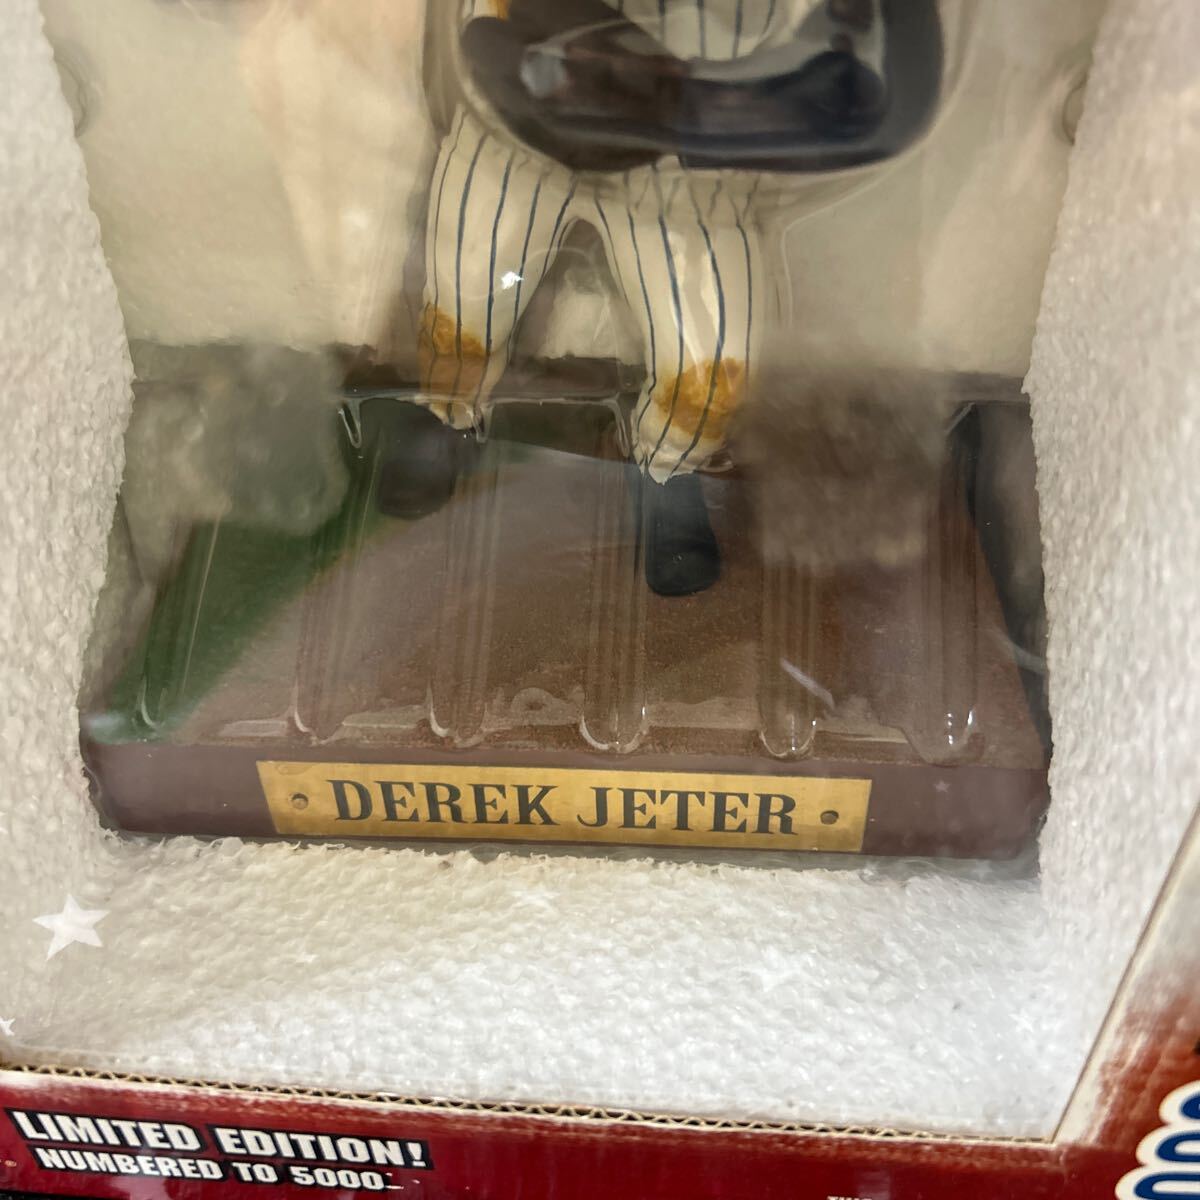 DEREK JETER
LIMITED EDITION!
NUMBERED TO 5000